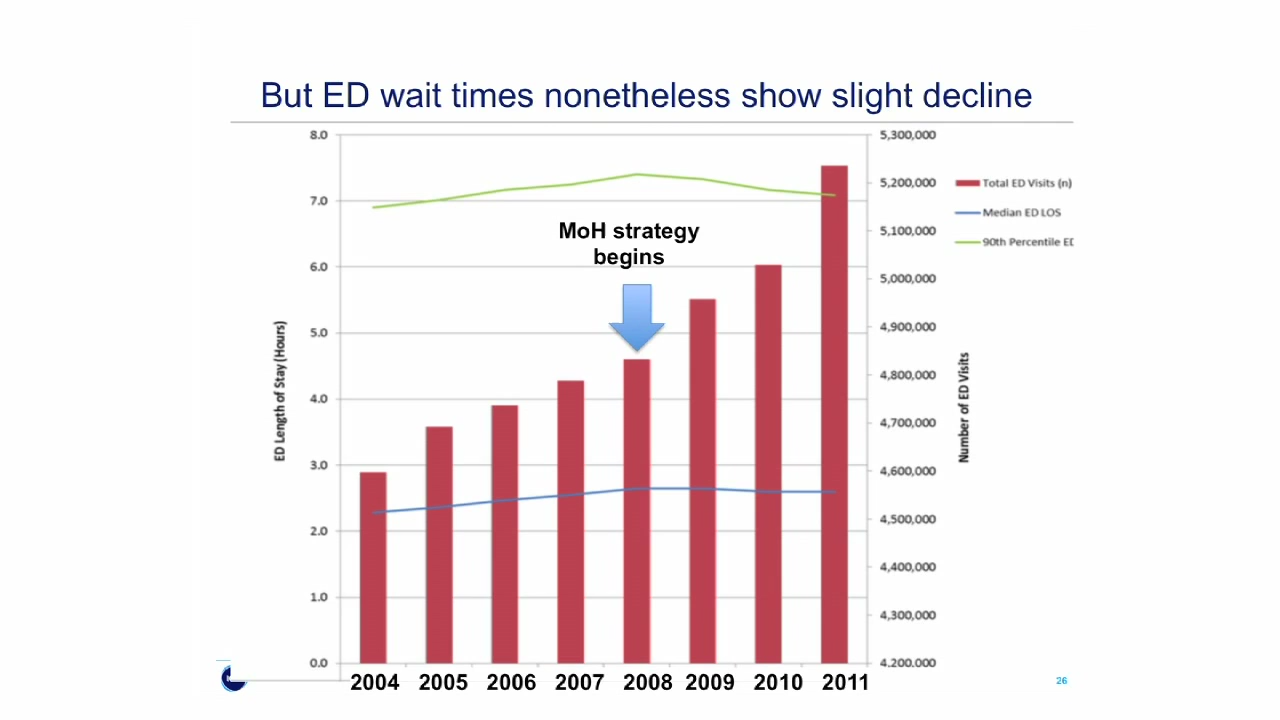 But ED wait times nonetheless show slight decline
8.0
7.0
6.0
5.0
4.0
3.0
2.0
1.0
0.0
ED Length of Stay (Hours)
MoH strategy
begins
5,300,000
5,200,000
5,100,000
5,000,000
4,900,000
4,800,000
4,700,000
4,600,000
4,500,000
4,400,000
4,300,000
4,200,000
Number of ED Visits
Total ED Visits (n)
Median ED LOS
90th Percentile ED
2004 2005 2006 2007 2008 2009 2010 2011
26